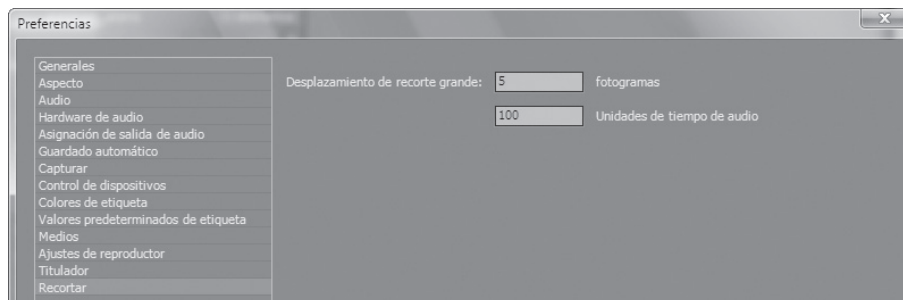 Preferencias
Generales
Aspecto
Audio
Hardware de audio
Asignación de salida de audio
Guardado automático
Capturar
Control de dispositivos
Colores de etiqueta
Valores predeterminados de etiqueta
Medios
Ajustes de reproductor
Titulador
Recortar
Desplazamiento de recorte grande: 5 fotogramas
100 Unidades de tiempo de audio